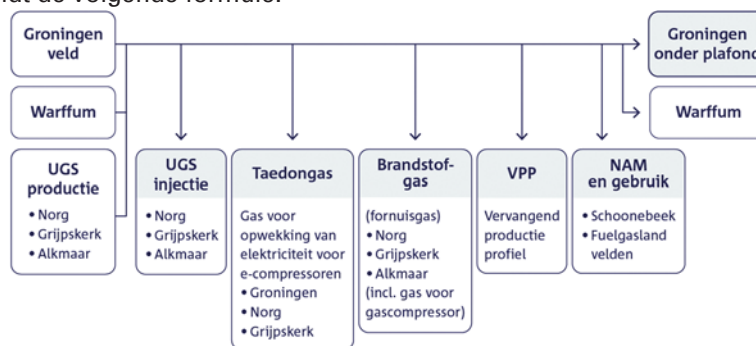 dat de volgende formule.
Groningen
veld
Groningen
onder plafond
Warffum
Warffum
UGS
productie
• Norg
• Grijpskerk
• Alkmaar
UGS
injectie
• Norg
• Grijpskerk
• Alkmaar
Taedongas
Gas voor
opwekking van
elektriciteit voor
e-compressoren
• Groningen
• Norg
• Grijpskerk
Brandstof-
gas
(fornuisgas)
• Norg
• Grijpskerk
• Alkmaar
(incl. gas voor
gascompressor)
VPP
Vervangend
productie
profiel
NAM
en gebruik
• Schoonebeek
• Fuelgasland
velden